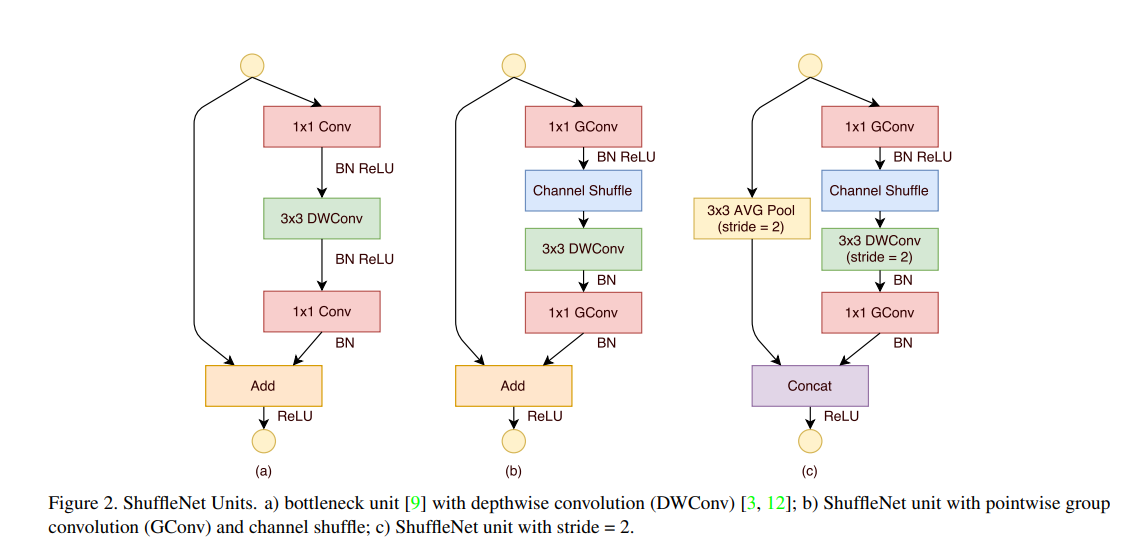 1x1 Conv
BN ReLU
3x3 DWConv
BN ReLU
1x1 Conv
BN
Add
ReLU
(a)
1x1 GConv
BN ReLU
Channel Shuffle
3x3 DWConv
BN
1x1 GConv
BN
Add
ReLU
(b)
1x1 GConv
BN ReLU
3x3 AVG Pool
(stride = 2)
Channel Shuffle
3x3 DWConv
(stride = 2)
BN
1x1 GConv
BN
Concat
ReLU
(c)
Figure 2. ShuffleNet Units. a) bottleneck unit [9] with depthwise convolution (DWConv) [3, 12]; b) ShuffleNet unit with pointwise group
convolution (GConv) and channel shuffle; c) ShuffleNet unit with stride = 2.